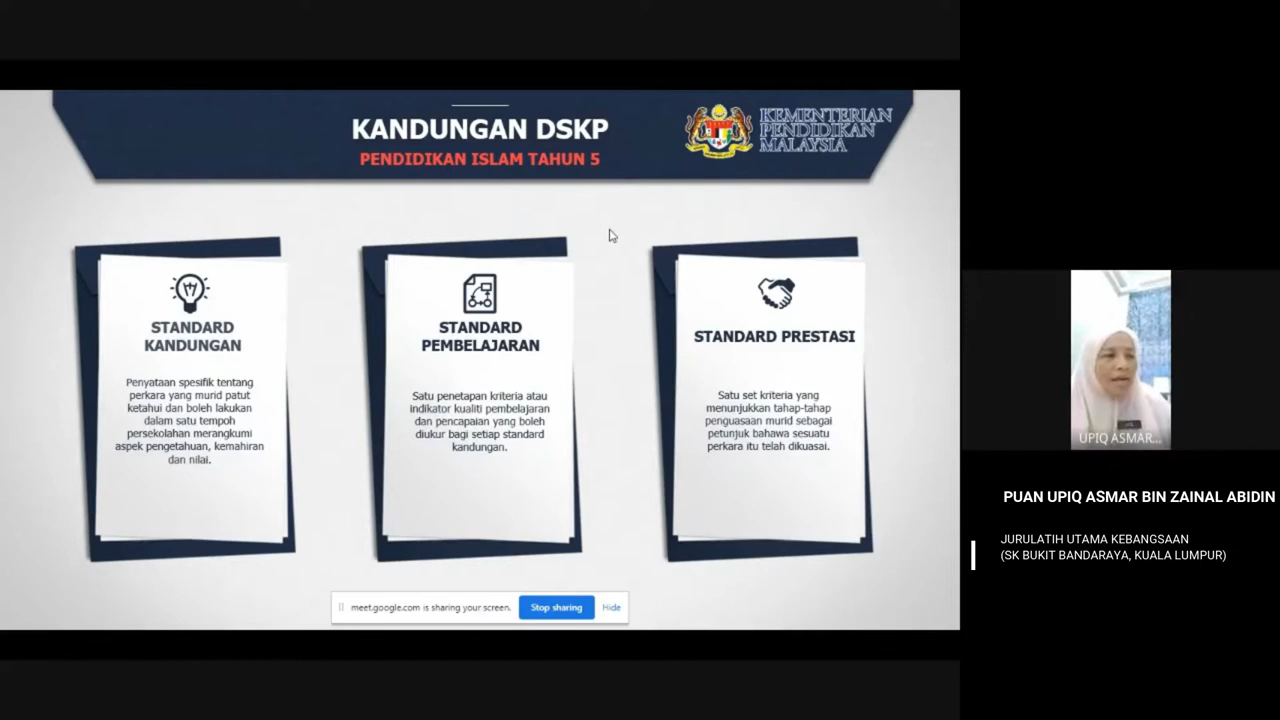 KANDUNGAN DSKP
PENDIDIKAN ISLAM TAHUN 5
KEMENTERIAN
PENDIDIKAN
MALAYSIA
STANDARD
KANDUNGAN
Penyataan spesifik tentang
perkara yang murid patut
ketahui dan boleh lakukan
dalam satu tempoh
persekolahan merangkumi
aspek pengetahuan, kemahiran
dan nilai.
STANDARD
PEMBELAJARAN
Satu penetapan kriteria atau
indikator kualiti pembelajaran
dan pencapaian yang boleh
diukur bagi setiap standard
kandungan.
STANDARD PRESTASI
Satu set kriteria yang
menunjukkan tahap-tahap
penguasaan murid sebagai
petunjuk bahawa sesuatu
perkara itu telah dikuasai.
meet.google.com is sharing your screen.
Stop sharing
Hide
UPIQ ASMAR...
PUAN UPIQ ASMAR BIN ZAINAL ABIDIN
JURULATIH UTAMA KEBANGSAAN
(SK BUKIT BANDARAYA, KUALA LUMPUR)